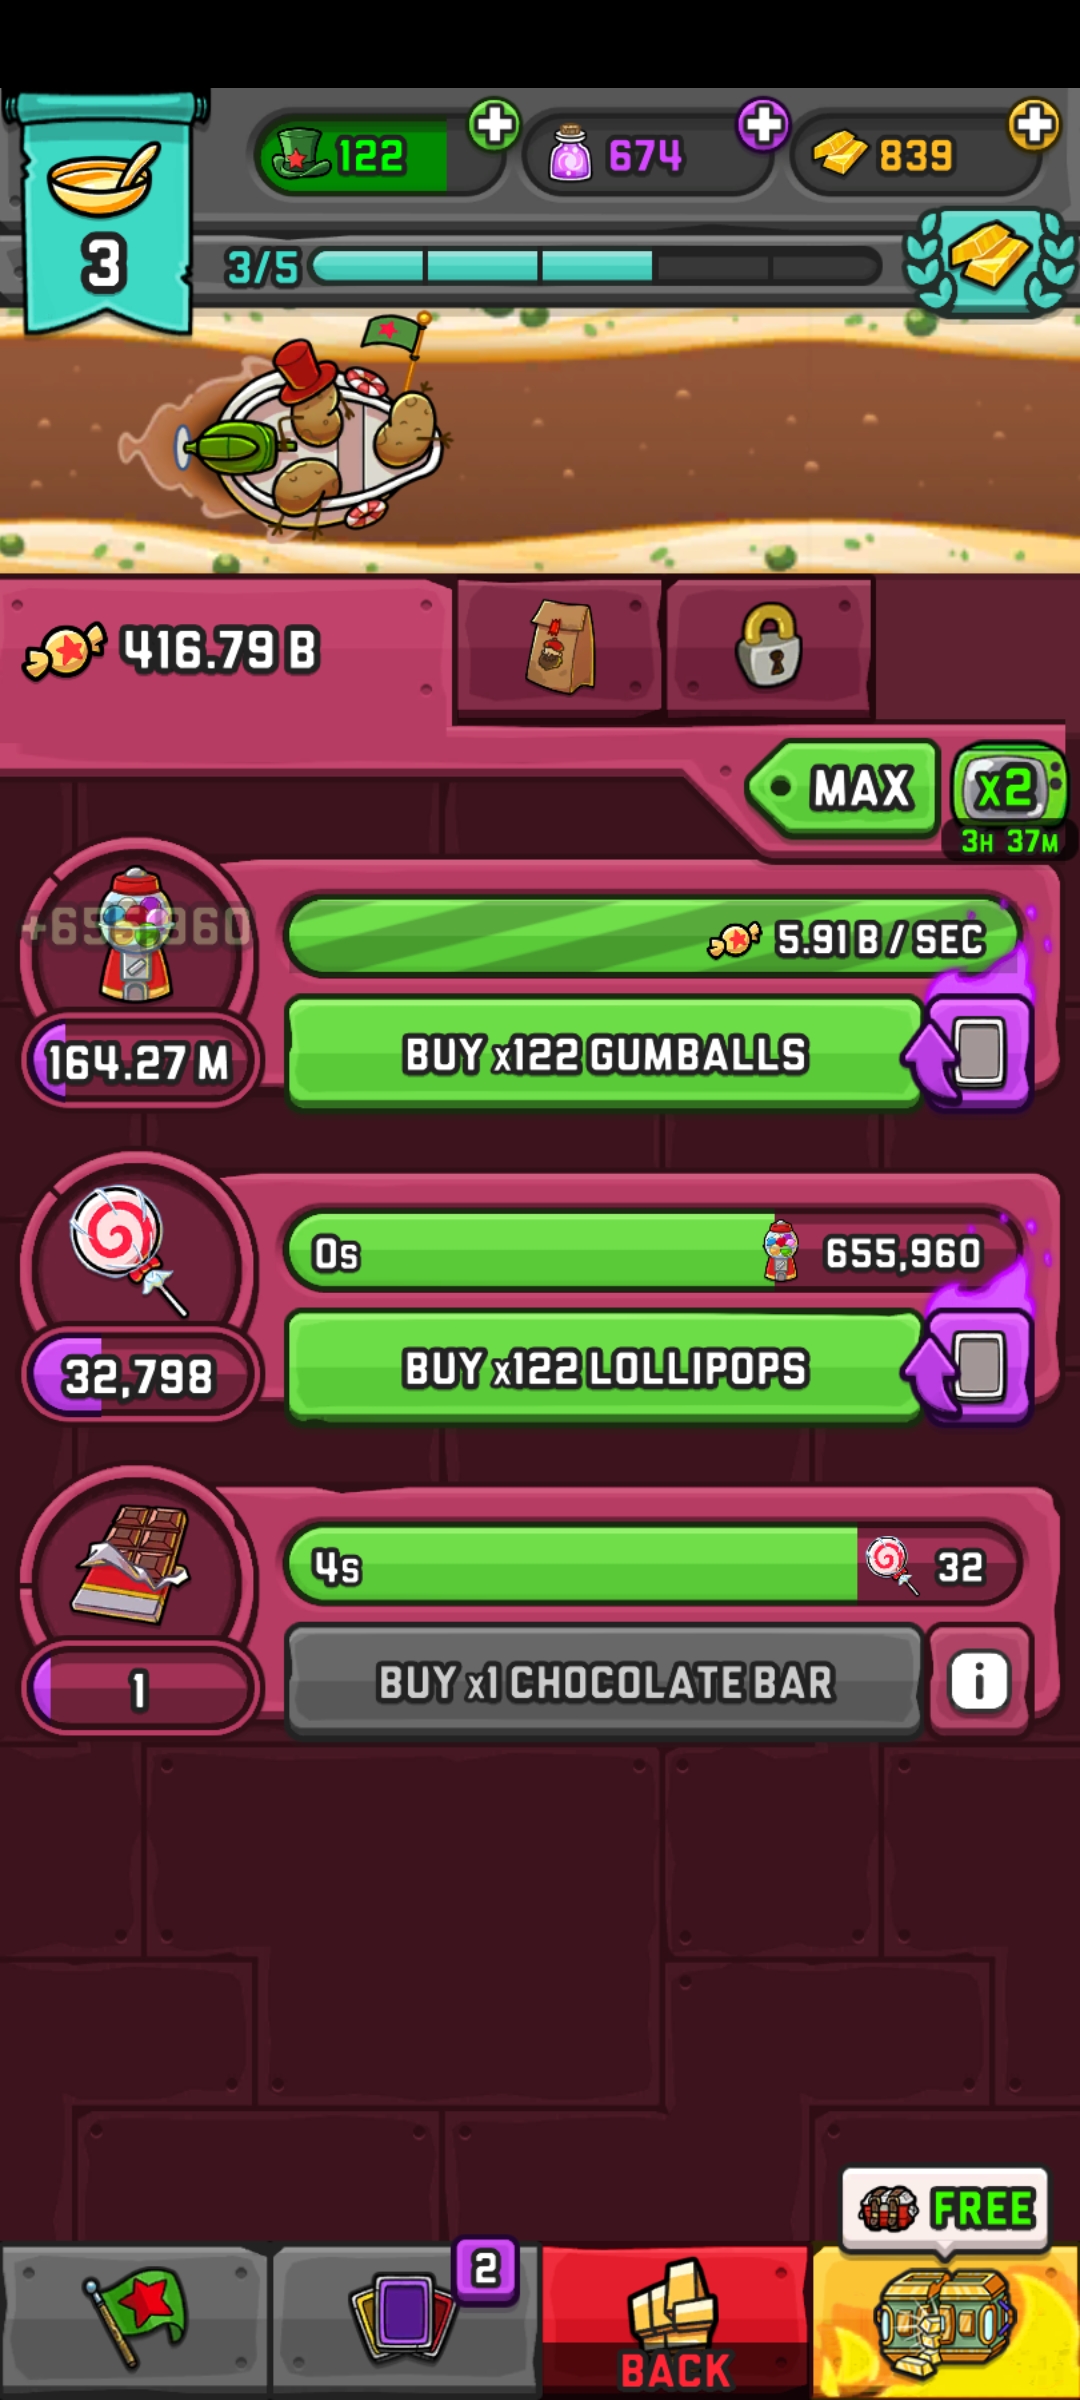 122
674
839
3
3/5
416.79 B
MAX
x2
3H 37M
+655,960
5.91 B / SEC
164.27 M
BUY x122 GUMBALLS
0s
655,960
32,798
BUY x122 LOLLIPOPS
4s
32
1
BUY x1 CHOCOLATE BAR
i
FREE
2
BACK